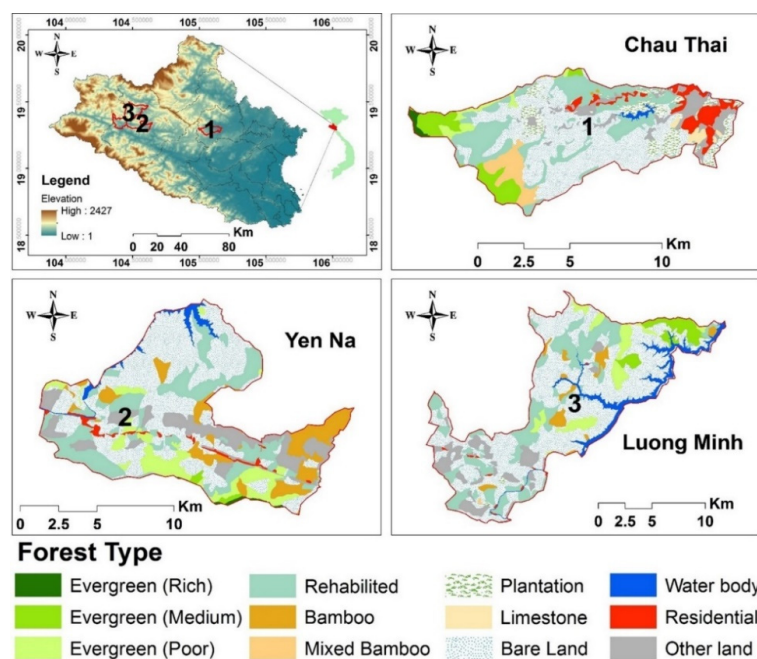 104 104 105 105 106
20
19
19
18
N
W E
S
3
2
1
Legend
Elevation
High : 2427
Low : 1
Km
0 20 40 80
104 104 105 105 106
20
19
19
18
Chau Thai
N
W E
S
1
Km
0 2.5 5 10
N
W E
S
Yen Na
2
Km
0 2.5 5 10
N
W E
S
3
Luong Minh
Km
0 2.5 5 10
Forest Type
Evergreen (Rich) Rehabilited Plantation Water body
Evergreen (Medium) Bamboo Limestone Residential
Evergreen (Poor) Mixed Bamboo Bare Land Other land